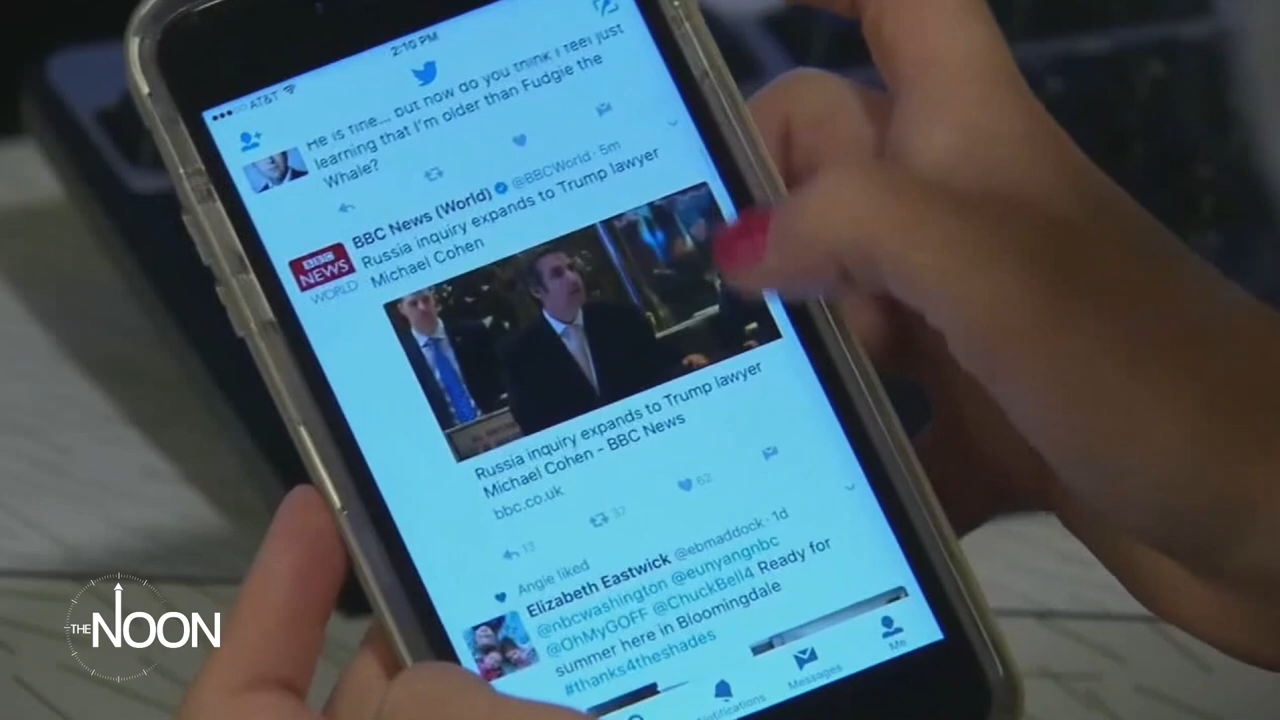 2:10 PM
AT&T
He is fine... but how do you think I feel just
learning that I'm older than Fudgie the
Whale?
BBC News (World) @BBCWorld · 5m
Russia inquiry expands to Trump lawyer
Michael Cohen
BBC
NEWS
WORLD
Russia inquiry expands to Trump lawyer
Michael Cohen - BBC News
bbc.co.uk
13
37
62
Angie liked
Elizabeth Eastwick @ebmaddock · 1d
@nbcwashington @eunyangnbc
@OhMyGOFF @ChuckBell4 Ready for
summer here in Bloomingdale
#thanks4theshades
Notifications
Messages
Me
THE NOON